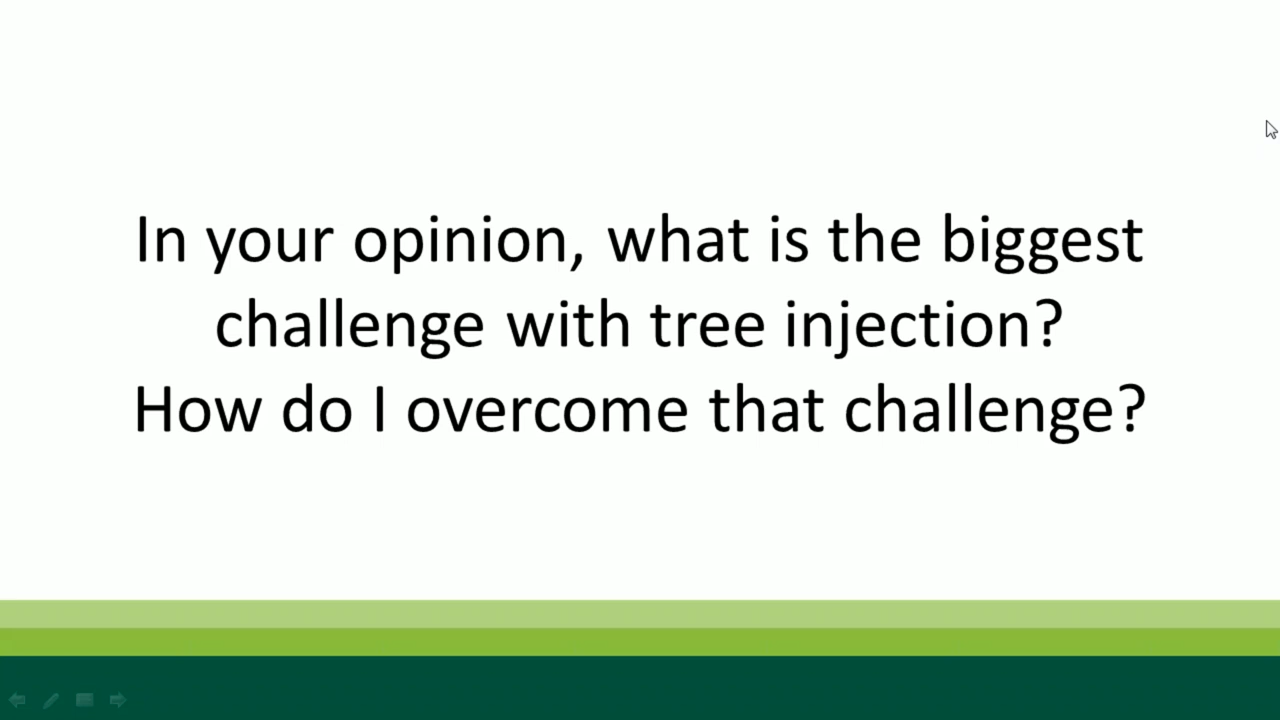 In your opinion, what is the biggest
challenge with tree injection?
How do I overcome that challenge?